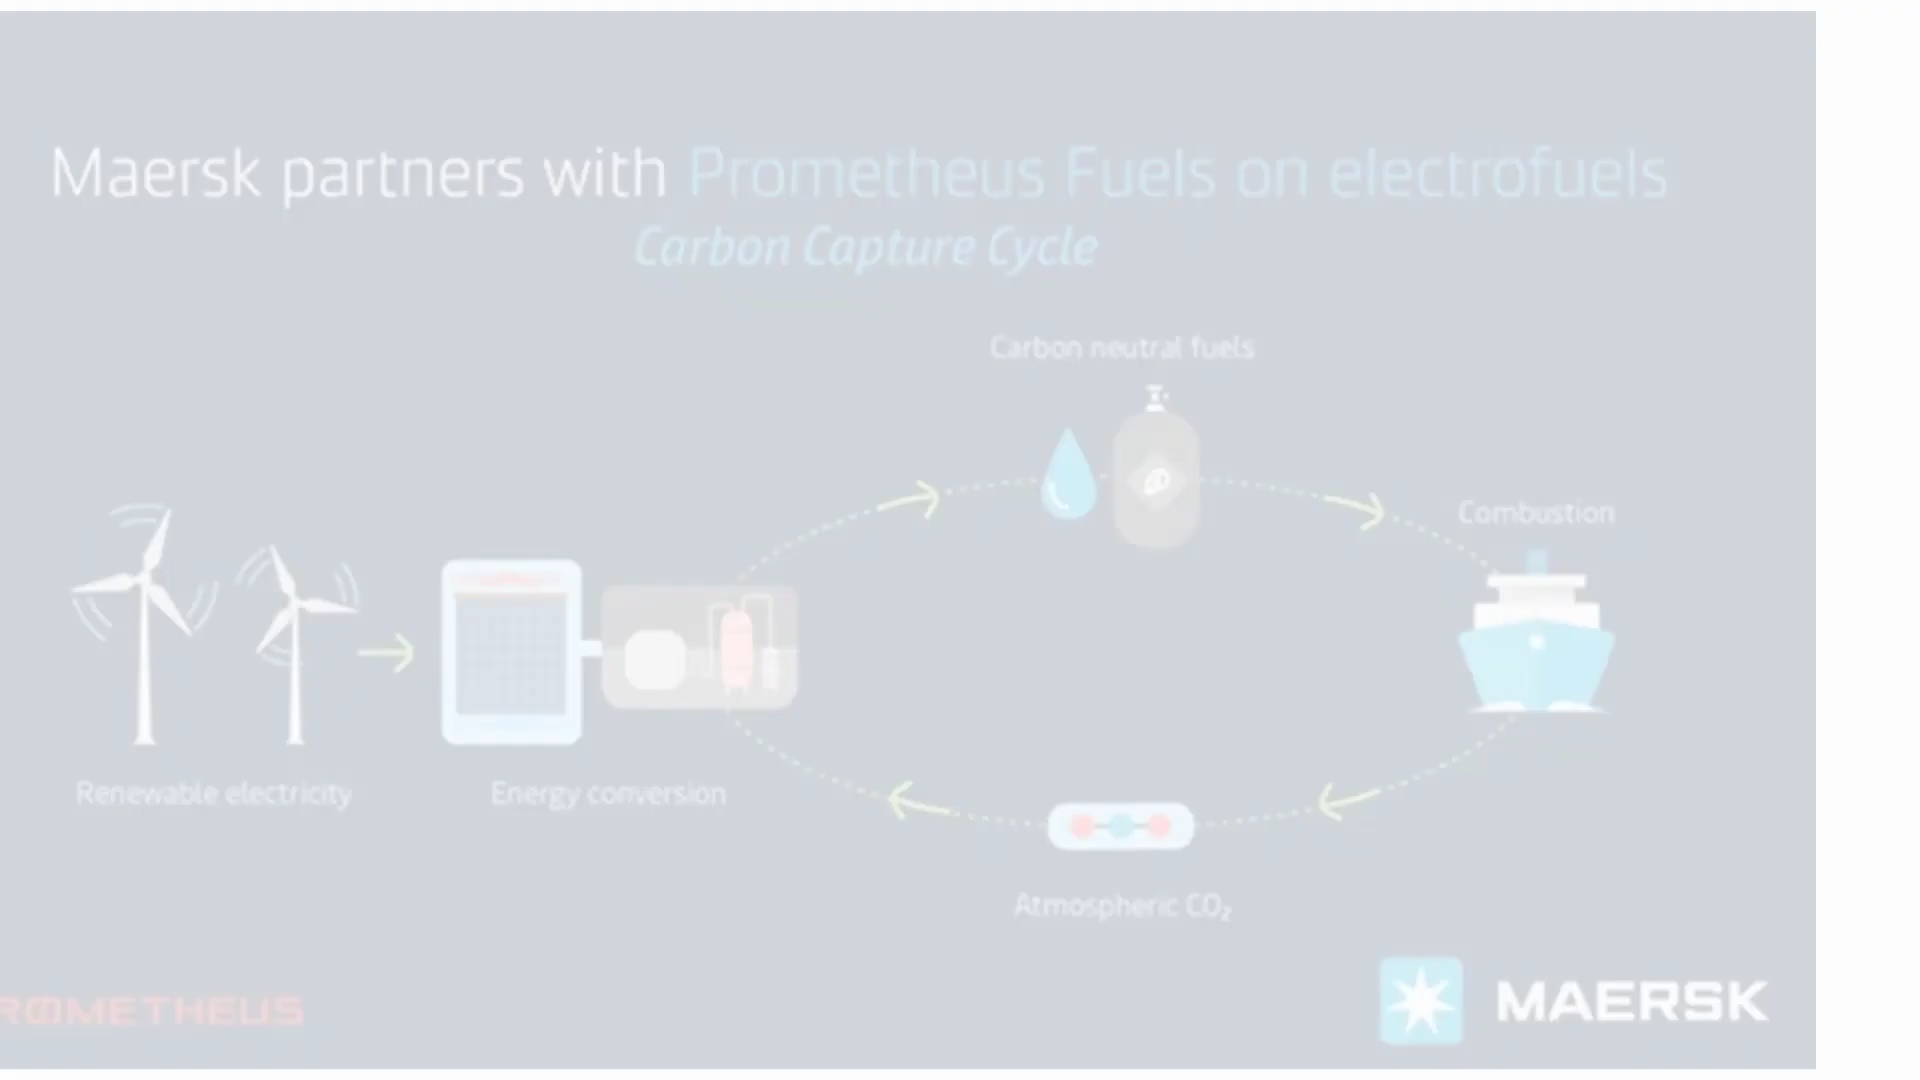 Maersk partners with Prometheus Fuels on electrofuels
Carbon Capture Cycle
Carbon neutral fuels
Combustion
Renewable electricity
Energy conversion
Atmospheric CO₂
ROMETHEUS
MAERSK